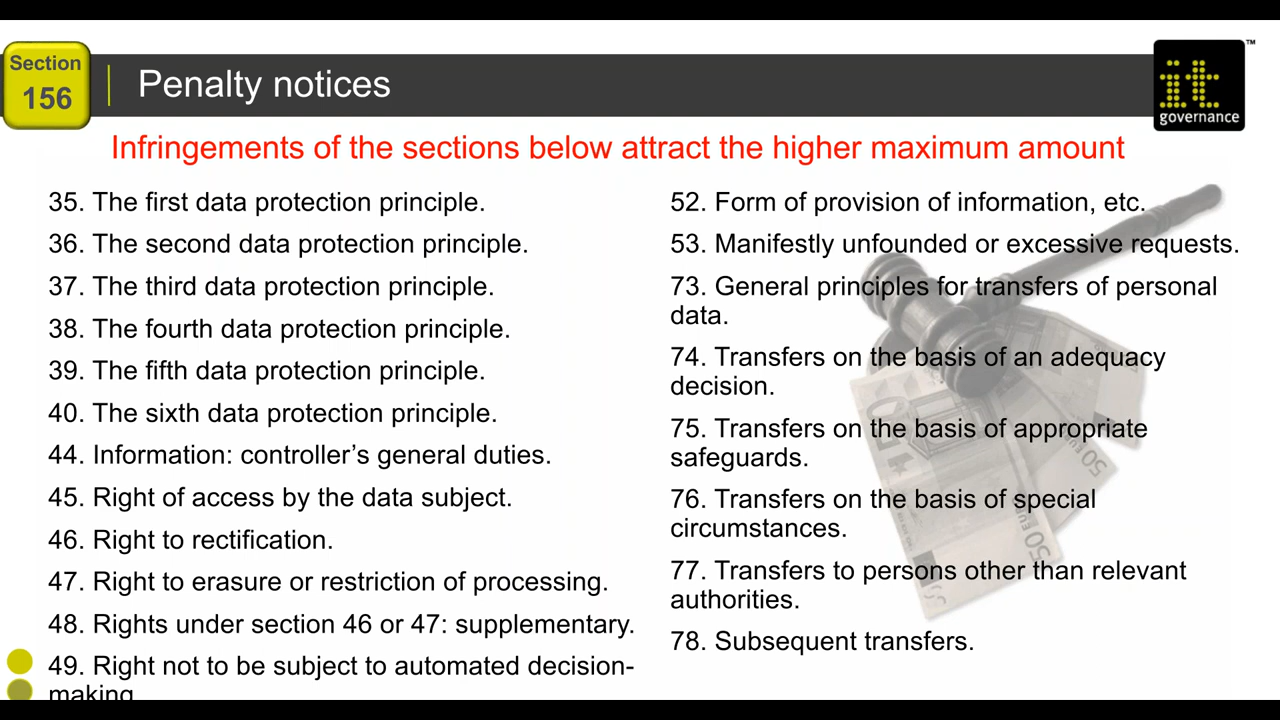 Section
156
Penalty notices
it
governance
™
Infringements of the sections below attract the higher maximum amount
35. The first data protection principle.
36. The second data protection principle.
37. The third data protection principle.
38. The fourth data protection principle.
39. The fifth data protection principle.
40. The sixth data protection principle.
44. Information: controller’s general duties.
45. Right of access by the data subject.
46. Right to rectification.
47. Right to erasure or restriction of processing.
48. Rights under section 46 or 47: supplementary.
49. Right not to be subject to automated decision-
making
52. Form of provision of information, etc.
53. Manifestly unfounded or excessive requests.
73. General principles for transfers of personal
data.
74. Transfers on the basis of an adequacy
decision.
75. Transfers on the basis of appropriate
safeguards.
76. Transfers on the basis of special
circumstances.
77. Transfers to persons other than relevant
authorities.
78. Subsequent transfers.
50 EURO
50 EU